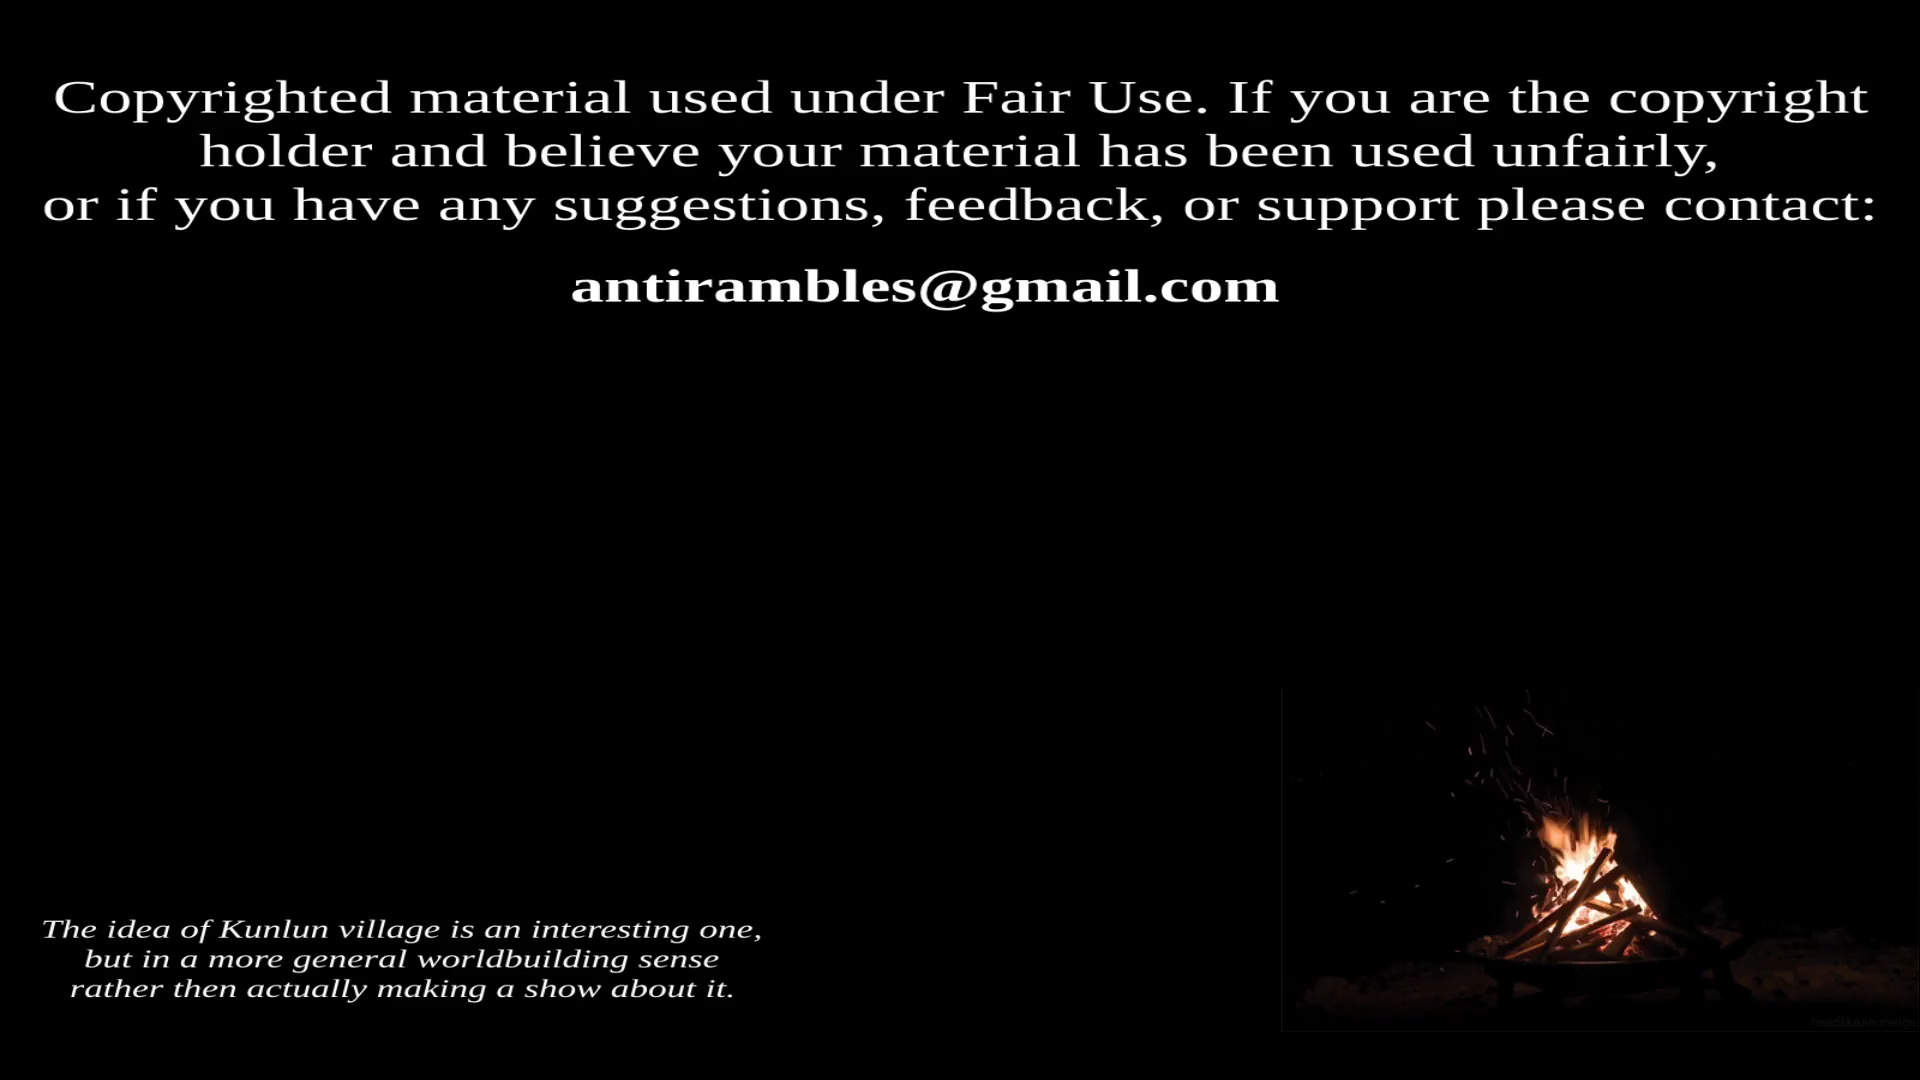 Copyrighted material used under Fair Use. If you are the copyright
holder and believe your material has been used unfairly,
or if you have any suggestions, feedback, or support please contact:
antirambles@gmail.com
The idea of Kunlun village is an interesting one,
but in a more general worldbuilding sense
rather then actually making a show about it.
headlikeanorange